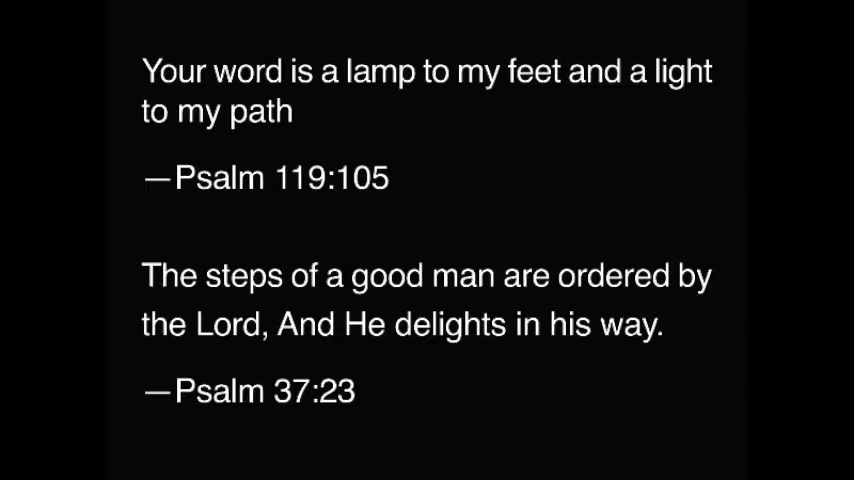 Your word is a lamp to my feet and a light
to my path
—Psalm 119:105
The steps of a good man are ordered by
the Lord, And He delights in his way.
—Psalm 37:23